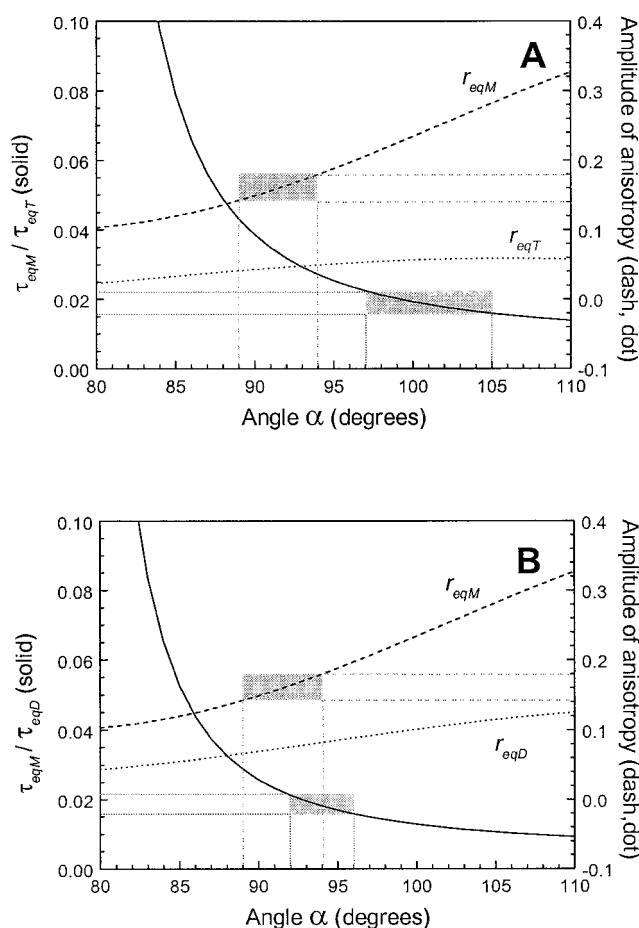 A
τeqM / τeqT (solid)
0.10
0.08
0.06
0.04
0.02
0.00
reqM
reqT
0.4
0.3
0.2
0.1
0.0
-0.1
Amplitude of anisotropy (dash, dot)
80 85 90 95 100 105 110
Angle α (degrees)
B
τeqM / τeqD (solid)
0.10
0.08
0.06
0.04
0.02
0.00
reqM
reqD
0.4
0.3
0.2
0.1
0.0
-0.1
Amplitude of anisotropy (dash,dot)
80 85 90 95 100 105 110
Angle α (degrees)